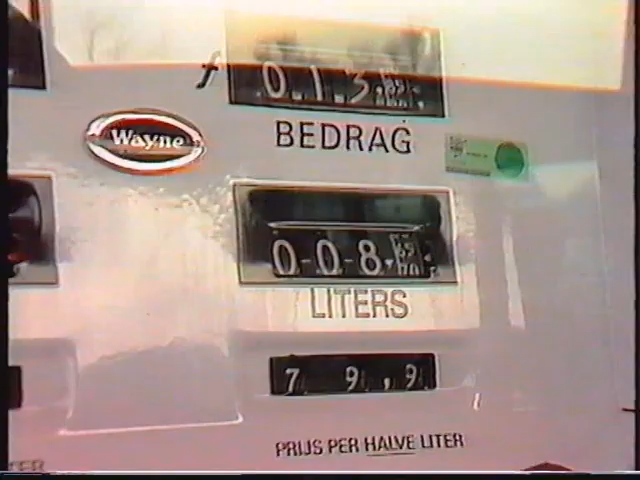 f 0.13.
BEDRAG
Wayne
0-0-8.
LITERS
7 9,9
PRIJS PER HALVE LITER